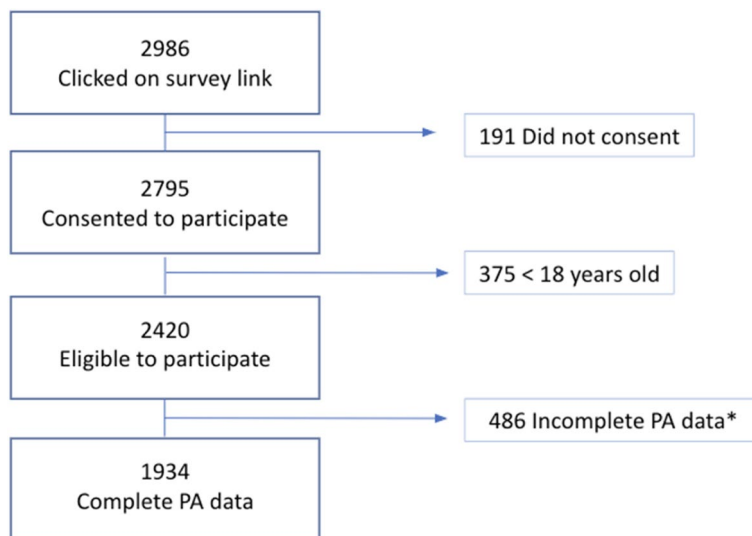 2986
Clicked on survey link
191 Did not consent
2795
Consented to participate
375 < 18 years old
2420
Eligible to participate
486 Incomplete PA data*
1934
Complete PA data